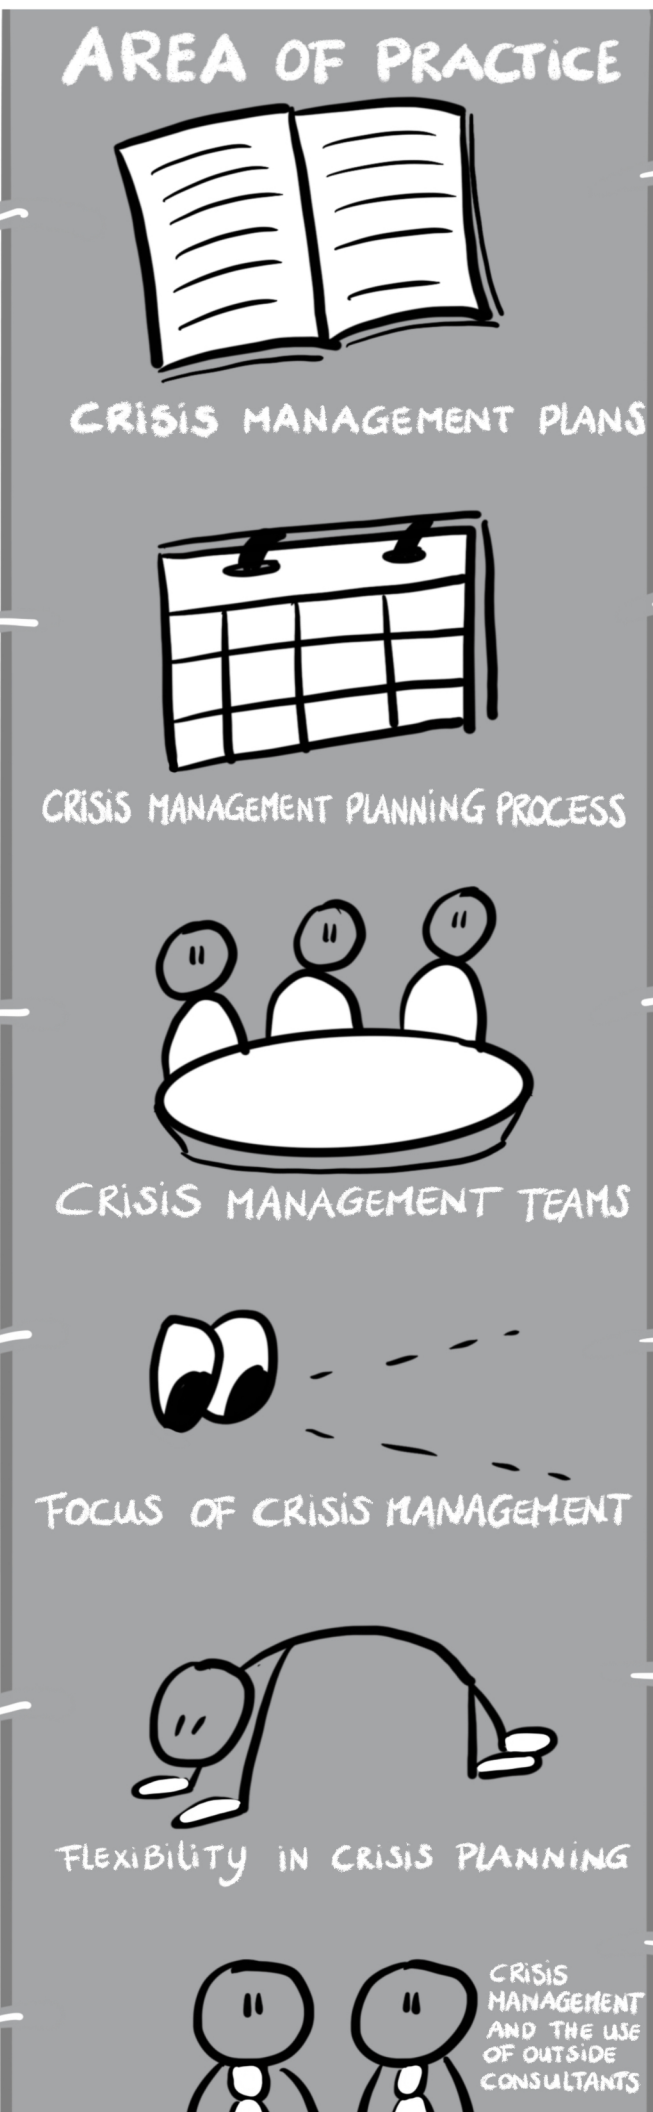 AREA OF PRACTICE
CRISIS MANAGEMENT PLANS
CRISIS MANAGEMENT PLANNING PROCESS
CRISIS MANAGEMENT TEAMS
FOCUS OF CRISIS MANAGEMENT
FLEXIBILITY IN CRISIS PLANNING
CRISIS
MANAGEMENT
AND THE USE
OF OUTSIDE
CONSULTANTS